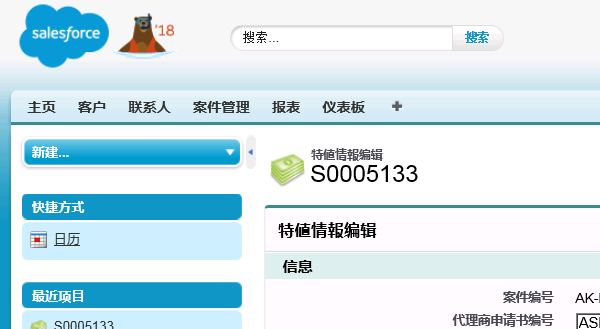 salesforce
'18
搜索...
搜索
主页 客户 联系人 案件管理 报表 仪表板 +
新建...
特値情報编辑
S0005133
快捷方式
日历
特値情報编辑
信息
最近项目
案件编号 AK-
S0005133
代理商申请书编号